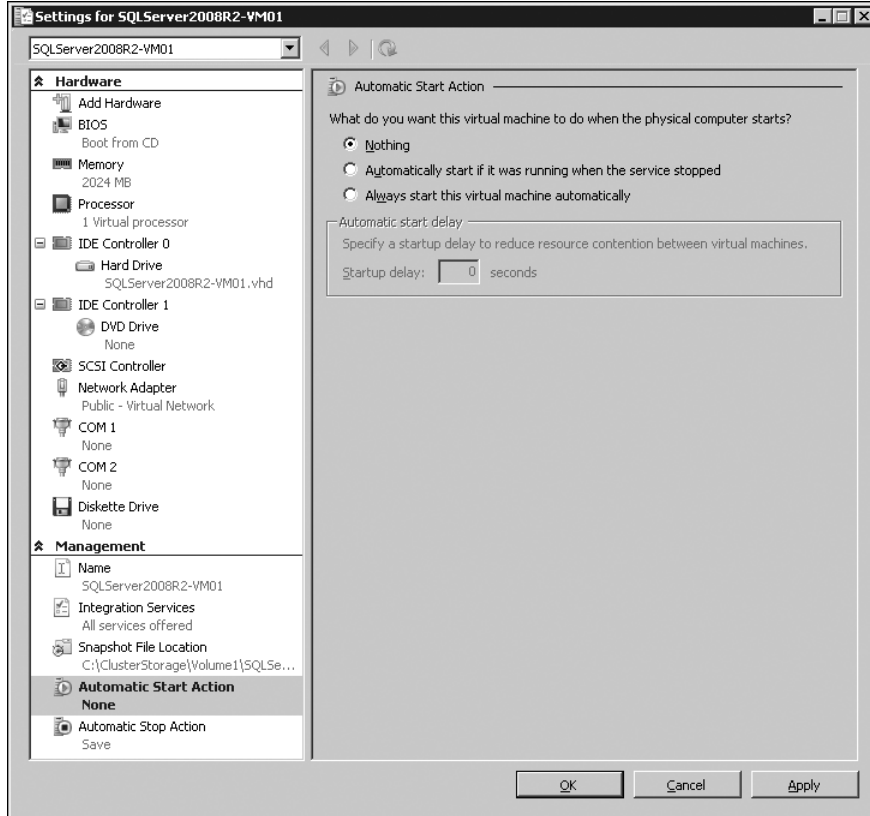 Settings for SQLServer2008R2-VM01
SQLServer2008R2-VM01
Hardware
Add Hardware
BIOS
Boot from CD
Memory
2024 MB
Processor
1 Virtual processor
IDE Controller 0
Hard Drive
SQLServer2008R2-VM01.vhd
IDE Controller 1
DVD Drive
None
SCSI Controller
Network Adapter
Public - Virtual Network
COM 1
None
COM 2
None
Diskette Drive
None
Management
Name
SQLServer2008R2-VM01
Integration Services
All services offered
Snapshot File Location
C:\ClusterStorage\Volume1\SQLSe...
Automatic Start Action
None
Automatic Stop Action
Save
Automatic Start Action
What do you want this virtual machine to do when the physical computer starts?
Nothing
Automatically start if it was running when the service stopped
Always start this virtual machine automatically
Automatic start delay
Specify a startup delay to reduce resource contention between virtual machines.
Startup delay: 0 seconds
OK Cancel Apply